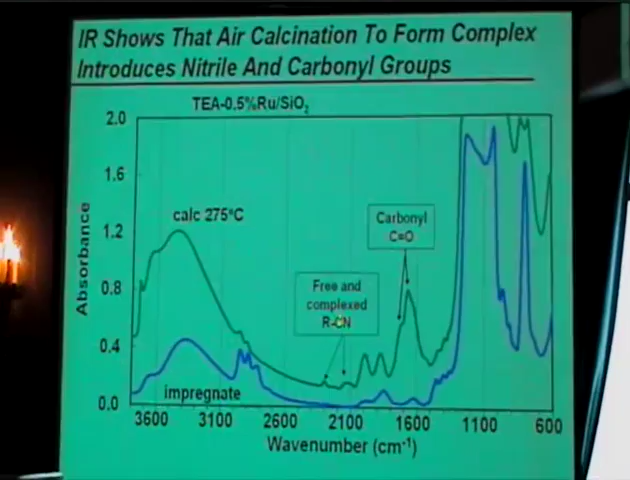 IR Shows That Air Calcination To Form Complex
Introduces Nitrile And Carbonyl Groups
TEA-0.5%Ru/SiO₂
2.0
1.6
1.2
0.8
0.4
0.0
Absorbance
calc 275°C
Carbonyl
C=O
Free and
complexed
R-CN
impregnate
3600 3100 2600 2100 1600 1100 600
Wavenumber (cm⁻¹)